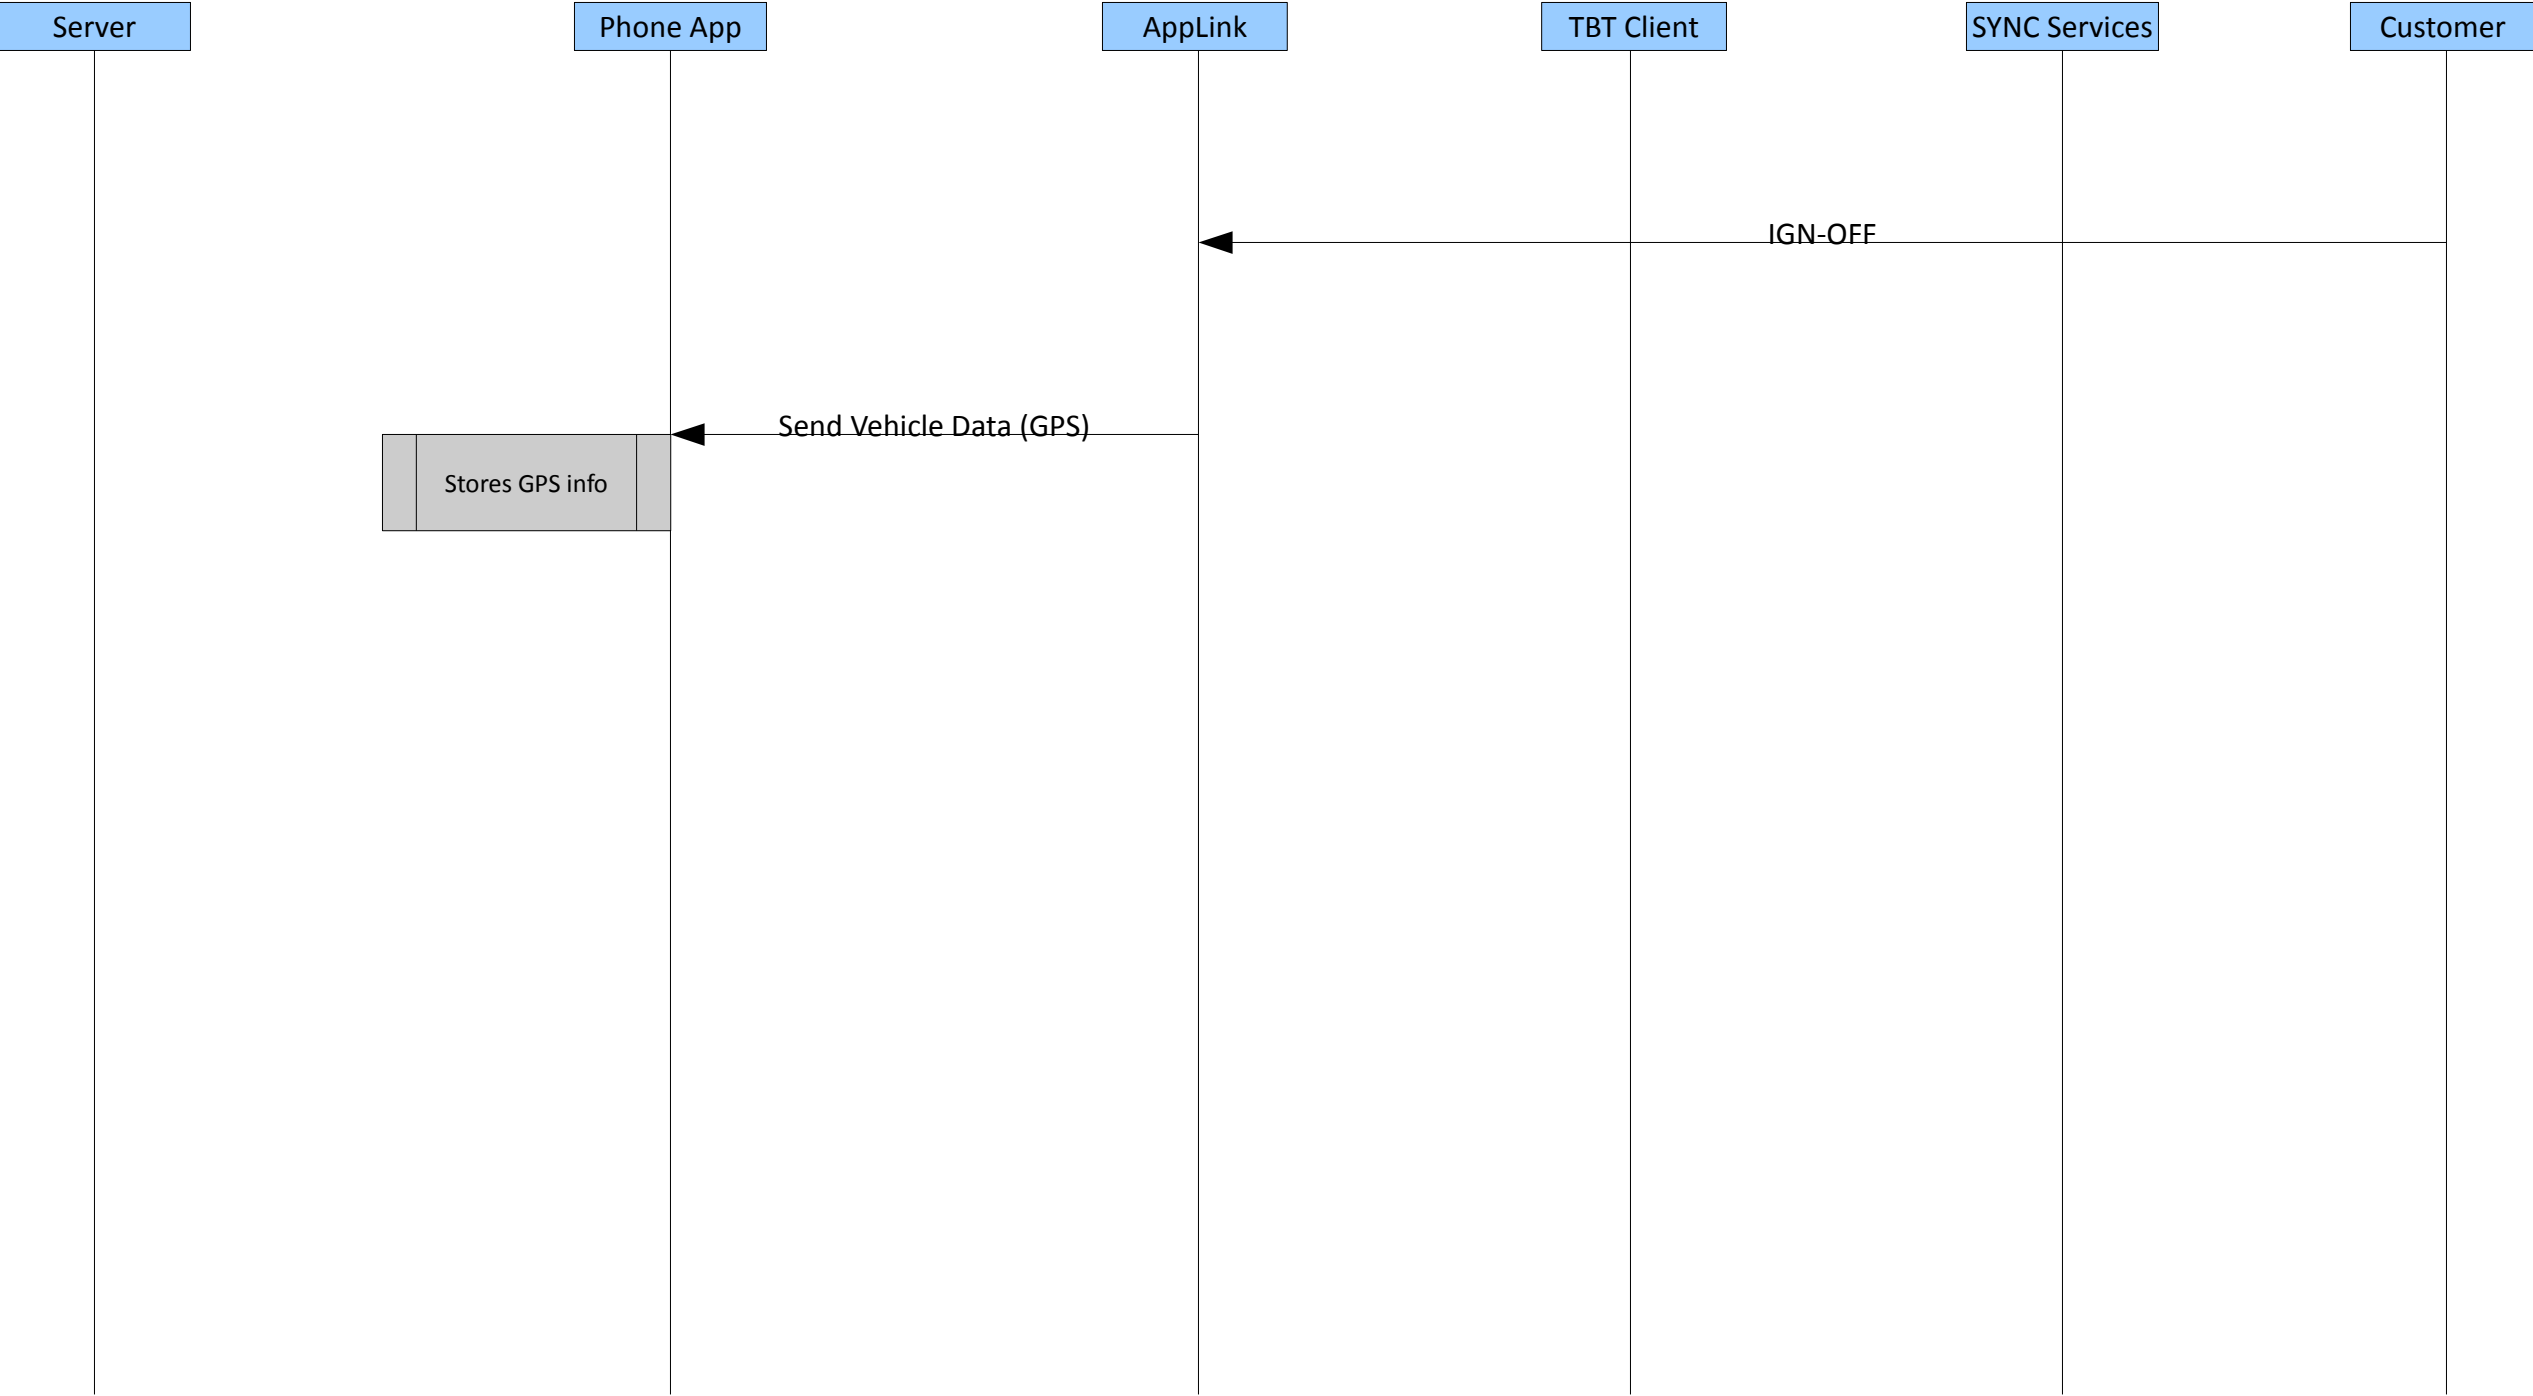 Server
Phone App
AppLink
TBT Client
SYNC Services
Customer
IGN-OFF
Send Vehicle Data (GPS)
Stores GPS info